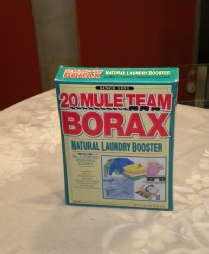 BORAX NATURAL LAUNDRY BOOSTER
SINCE 1891
20 MULE TEAM
BORAX
NATURAL LAUNDRY BOOSTER